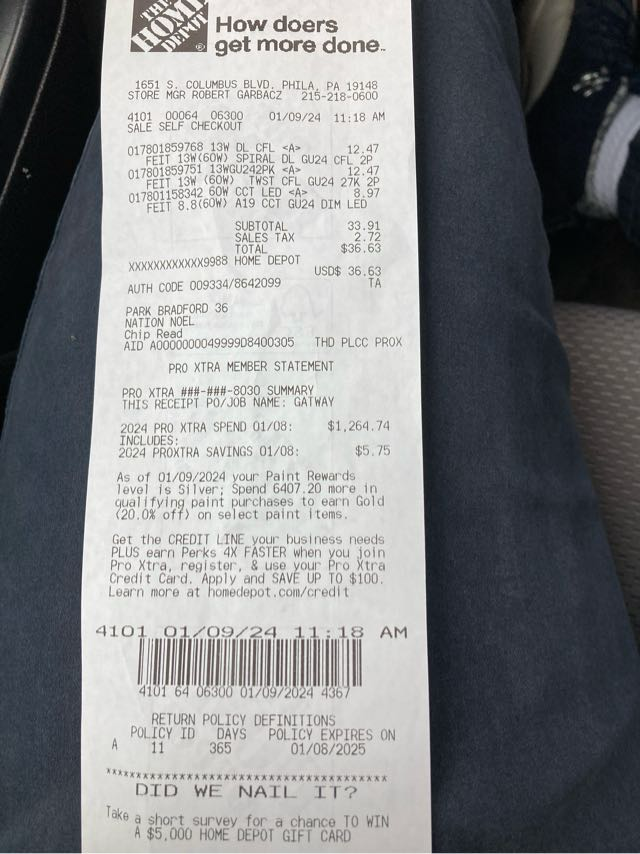 THE
HOME
DEPOT
How doers
get more done
1651 S. COLUMBUS BLVD. PHILA, PA 19148
STORE MGR ROBERT GARBACZ 215-218-0600
4101 00064 06300 01/09/24 11:18 AM
SALE SELF CHECKOUT
017801859768 13W DL CFL <A> 12.47
FEIT 13W(60W) SPIRAL DL GU24 CFL 2P
017801859751 13WGU242PK <A> 12.47
FEIT 13W (60W) TWST CFL GU24 27K 2P
017801158342 60W CCT LED <A> 8.97
FEIT 8.8(60W) A19 CCT GU24 DIM LED
SUBTOTAL 33.91
SALES TAX 2.72
TOTAL $36.63
XXXXXXXXXXXX9988 HOME DEPOT
USD$ 36.63
AUTH CODE 009334/8642099 TA
PARK BRADFORD 36
NATION NOEL
Chip Read
AID A0000000049999D8400305 THD PLCC PROX
PRO XTRA MEMBER STATEMENT
PRO XTRA ###-###-8030 SUMMARY
THIS RECEIPT PO/JOB NAME: GATWAY
2024 PRO XTRA SPEND 01/08: $1,264.74
INCLUDES:
2024 PROXTRA SAVINGS 01/08: $5.75
As of 01/09/2024 your Paint Rewards
level is Silver; Spend 6407.20 more in
qualifying paint purchases to earn Gold
(20.0% off) on select paint items.
Get the CREDIT LINE your business needs
PLUS earn Perks 4X FASTER when you join
Pro Xtra, register, & use your Pro Xtra
Credit Card. Apply and SAVE UP TO $100.
Learn more at homedepot.com/credit
4101 01/09/24 11:18 AM
4101 64 06300 01/09/2024 4367
RETURN POLICY DEFINITIONS
POLICY ID DAYS POLICY EXPIRES ON
A 11 365 01/08/2025
****************************************
DID WE NAIL IT?
Take a short survey for a chance TO WIN
A $5,000 HOME DEPOT GIFT CARD